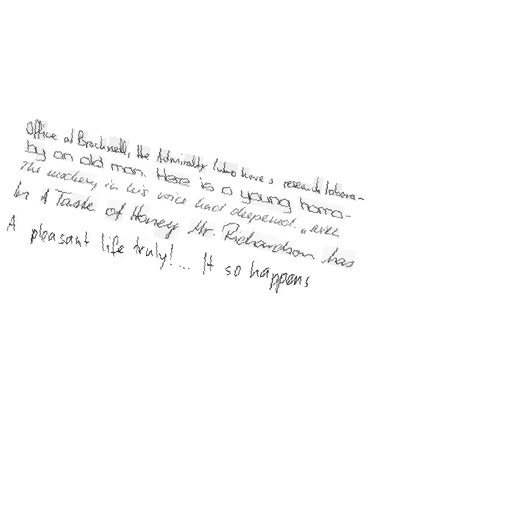 Office at Bracknell, the Admiralty (who have a research labora-
by an old man. Here is a young homo-
The mockery in his voice had deepened. "Will
In A Taste of Honey Mr. Richardson has
A pleasant life truly!... It so happens